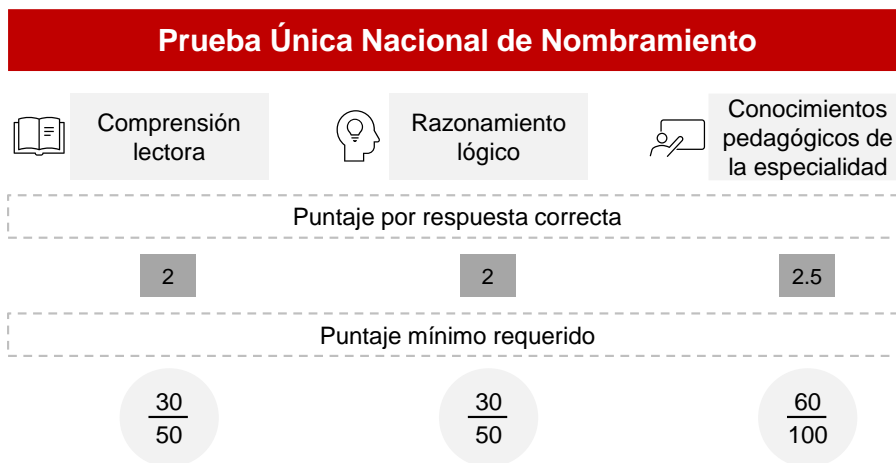 Prueba Única Nacional de Nombramiento
Comprensión
lectora
Razonamiento
lógico
Conocimientos
pedagógicos de
la especialidad
Puntaje por respuesta correcta
2
2
2.5
Puntaje mínimo requerido
30
50
30
50
60
100